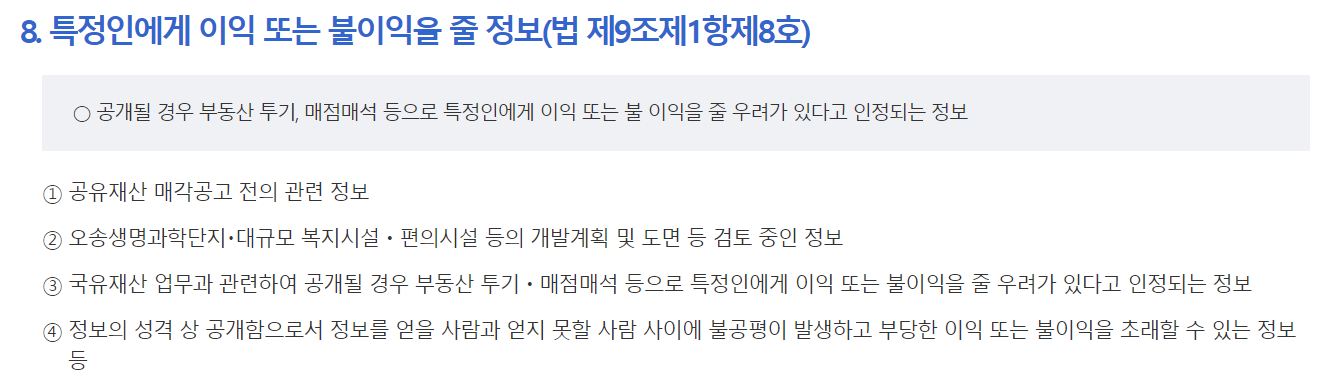 8. 특정인에게 이익 또는 불이익을 줄 정보(법 제9조제1항제8호)
○ 공개될 경우 부동산 투기, 매점매석 등으로 특정인에게 이익 또는 불 이익을 줄 우려가 있다고 인정되는 정보
① 공유재산 매각공고 전의 관련 정보
② 오송생명과학단지·대규모 복지시설・편의시설 등의 개발계획 및 도면 등 검토 중인 정보
③ 국유재산 업무과 관련하여 공개될 경우 부동산 투기・매점매석 등으로 특정인에게 이익 또는 불이익을 줄 우려가 있다고 인정되는 정보
④ 정보의 성격 상 공개함으로서 정보를 얻을 사람과 얻지 못할 사람 사이에 불공평이 발생하고 부당한 이익 또는 불이익을 초래할 수 있는 정보
등